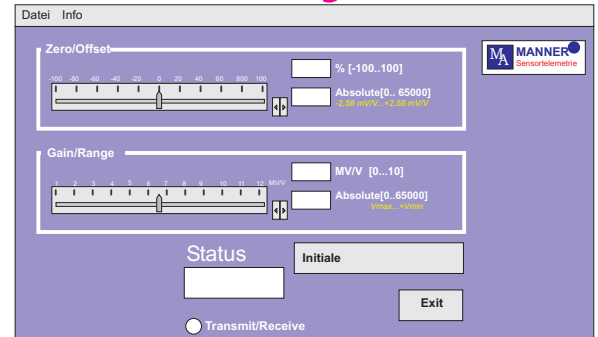 Datei Info
Zero/Offset
MA MANNER
Sensortelemetrie
% [-100..100]
-100 -80 -60 -40 -20 0 20 40 60 800 100
Absolute[0.. 65000]
-2,58 mV/V...+2,58 mV/V
Gain/Range
MV/V [0...10]
1 2 3 4 5 6 7 8 9 10 11 12 MV/V
Absolute[0..65000]
Vmax...+Vmin
Status
Initiale
Exit
Transmit/Receive